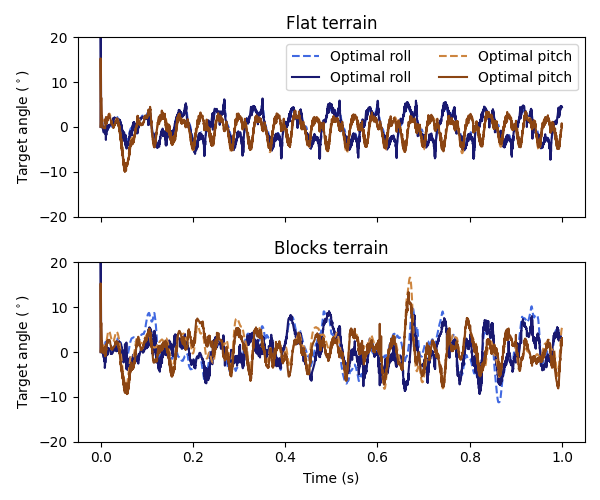 Flat terrain
Target angle (°)
20
10
0
−10
−20
Optimal roll
Optimal roll
Optimal pitch
Optimal pitch
Blocks terrain
Target angle (°)
20
10
0
−10
−20
0.0 0.2 0.4 0.6 0.8 1.0
Time (s)